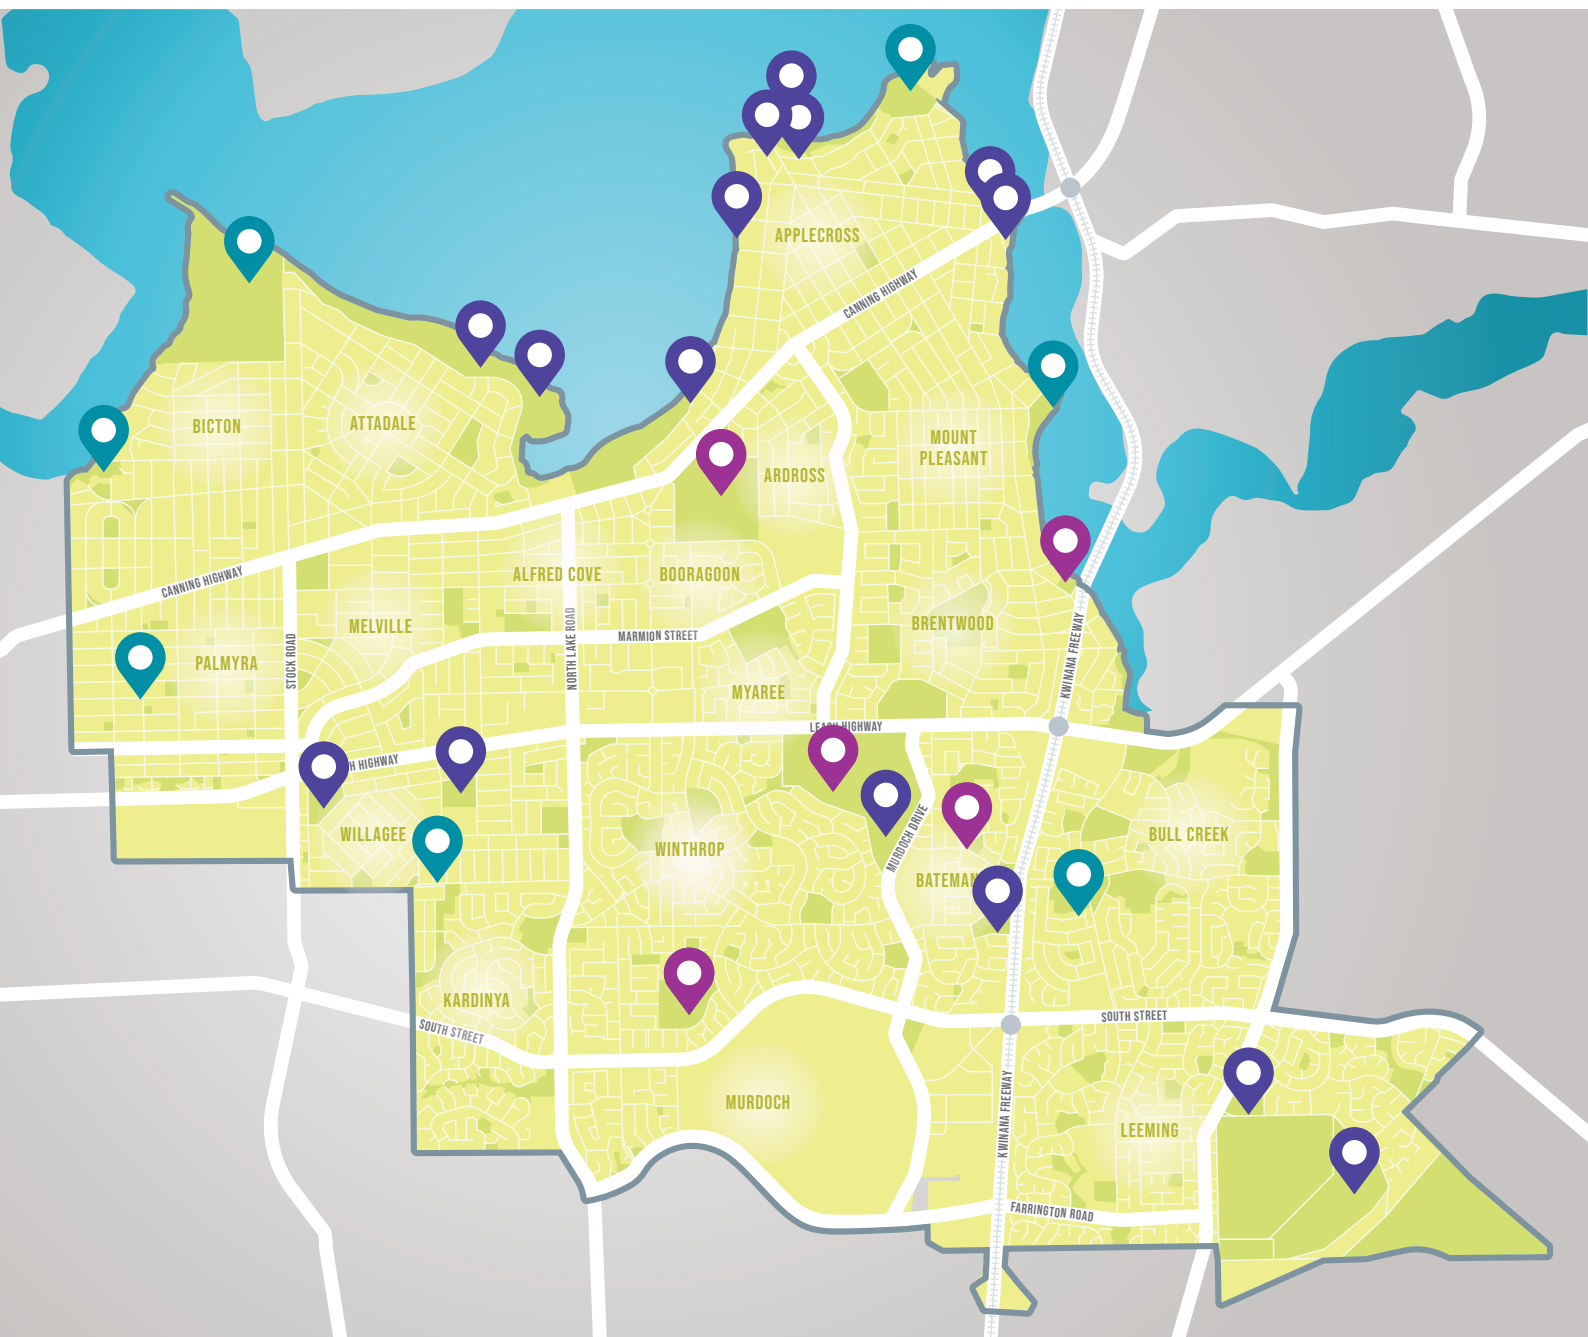 APPLECROSS
CANNING HIGHWAY
BICTON
ATTADALE
MOUNT
PLEASANT
ARDROSS
ALFRED COVE
BOORAGOON
CANNING HIGHWAY
MELVILLE
BRENTWOOD
MARMION STREET
NORTH LAKE ROAD
STOCK ROAD
PALMYRA
KWINANA FREEWAY
MYAREE
HIGHWAY
H HIGHWAY
WILLAGEE
WINTHROP
MURDOCH DRIVE
BULL CREEK
BATEMAN
KARDINYA
SOUTH STREET
SOUTH STREET
MURDOCH
KWINANA FREEWAY
LEEMING
FARRINGTON ROAD